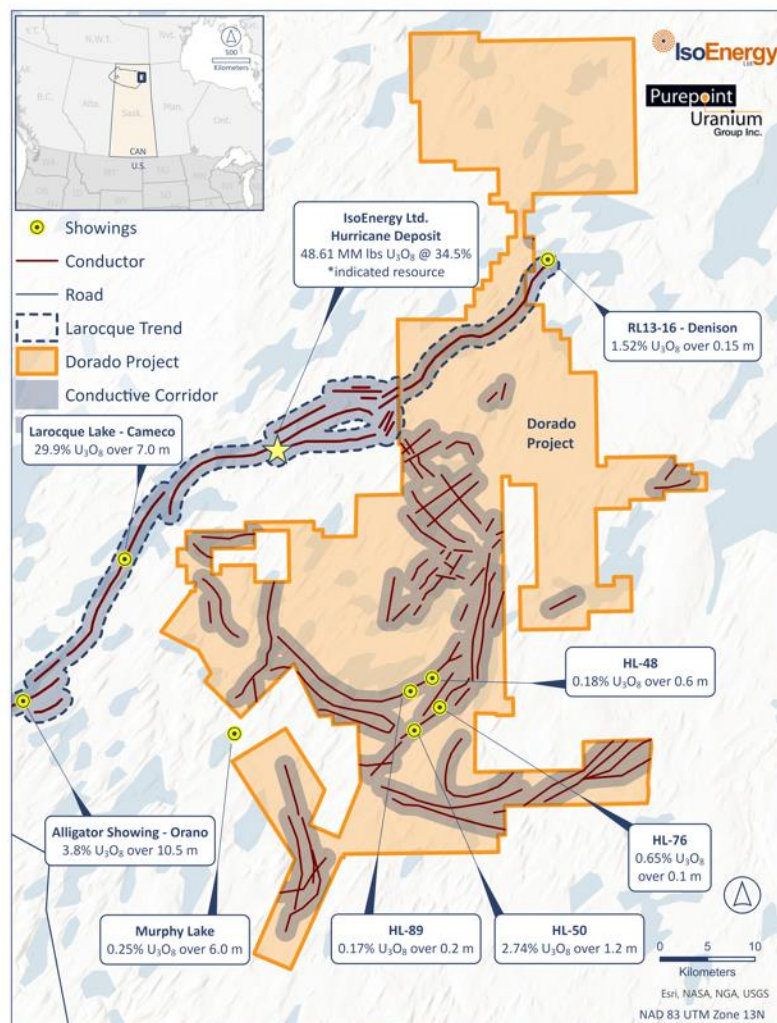 Y.T.
N.W.T.
Nvt.
500
Kilometers
B.C.
Alta.
Sask.
Ont.
CAN
U.S.
IsoEnergy
LTD.
Purepoint
Uranium
Group Inc.
Showings
Conductor
Road
Larocque Trend
Dorado Project
Conductive Corridor
IsoEnergy Ltd.
Hurricane Deposit
48.61 MM lbs U₃O₈ @ 34.5%
*indicated resource
RL13-16 - Denison
1.52% U₃O₈ over 0.15 m
Larocque Lake - Cameco
29.9% U₃O₈ over 7.0 m
Dorado
Project
HL-48
0.18% U₃O₈ over 0.6 m
Alligator Showing - Orano
3.8% U₃O₈ over 10.5 m
HL-76
0.65% U₃O₈
over 0.1 m
Murphy Lake
0.25% U₃O₈ over 6.0 m
HL-89
0.17% U₃O₈ over 0.2 m
HL-50
2.74% U₃O₈ over 1.2 m
0 5 10
Kilometers
Esri, NASA, NGA, USGS
NAD 83 UTM Zone 13N